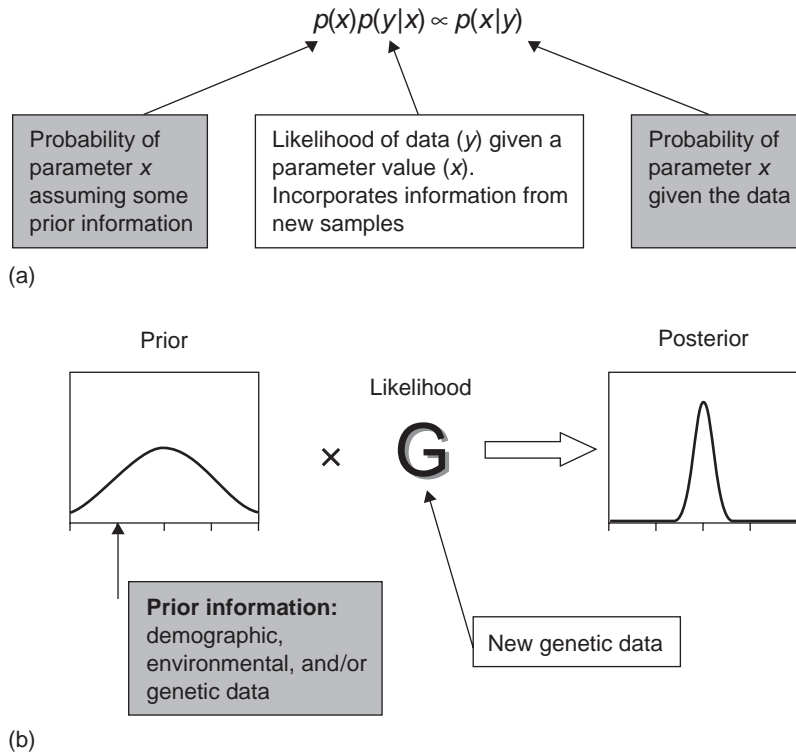 p(x)p(y|x) ∝ p(x|y)
Probability of
parameter x
assuming some
prior information
Likelihood of data (y) given a
parameter value (x).
Incorporates information from
new samples
Probability of
parameter x
given the data
(a)
Prior
Likelihood
Posterior
×
G
Prior information:
demographic,
environmental, and/or
genetic data
New genetic data
(b)